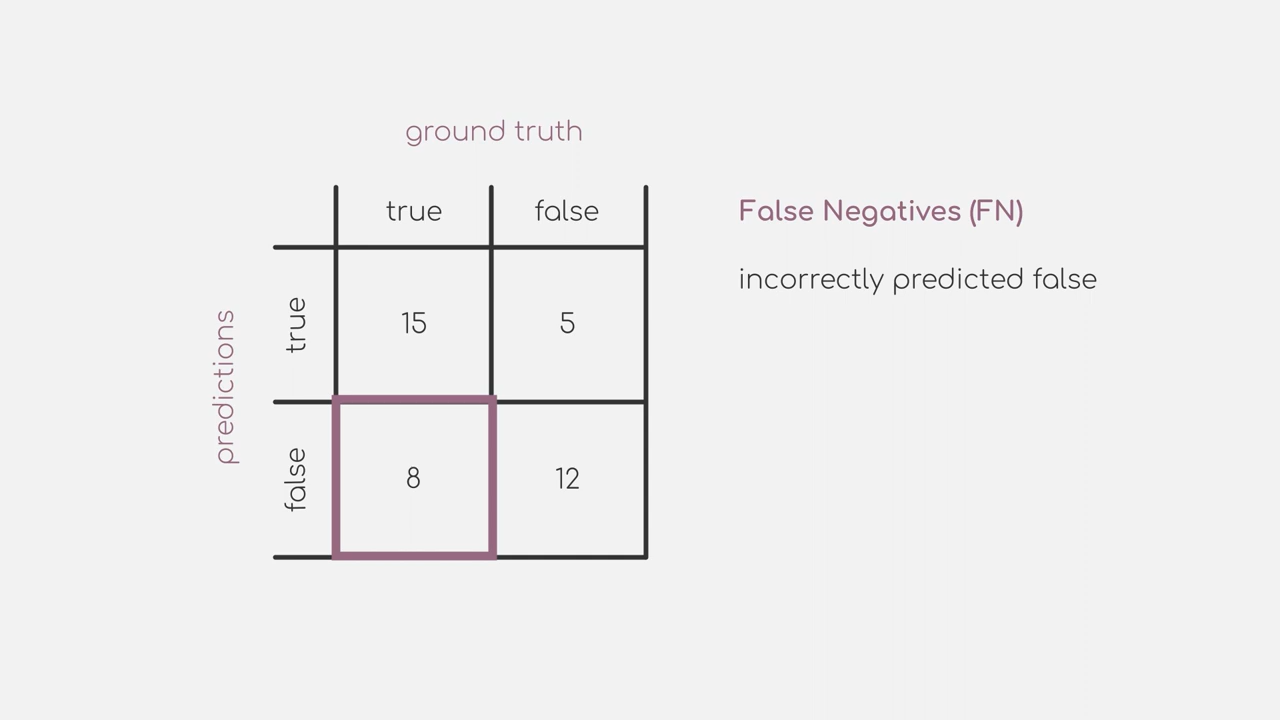 ground truth
true false
False Negatives (FN)
incorrectly predicted false
predictions
true
15 5
false
8 12